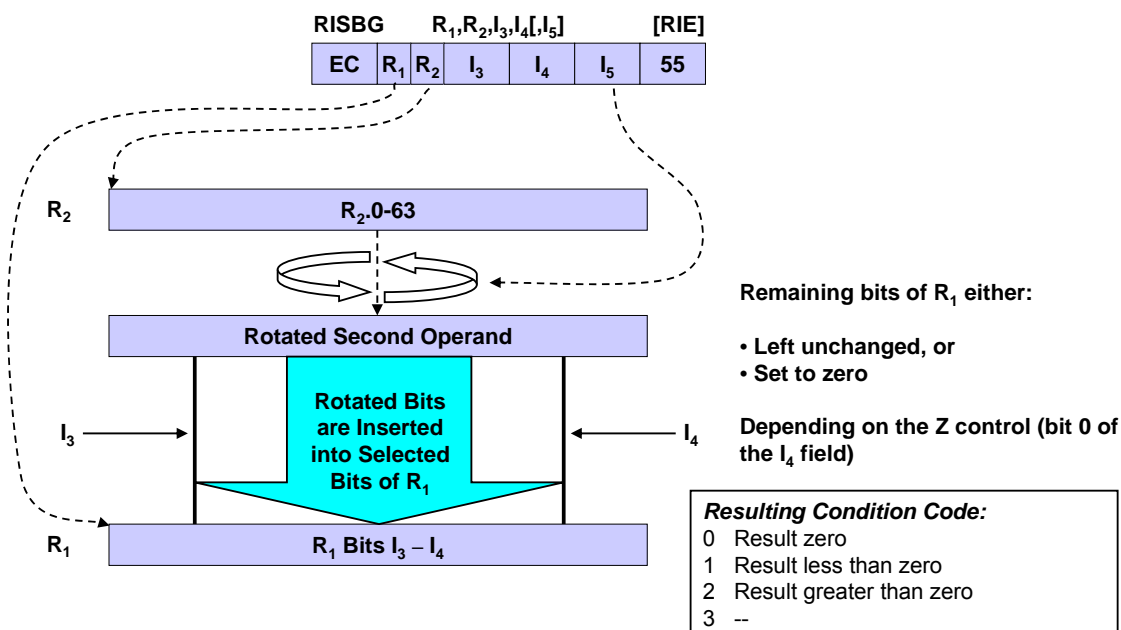 RISBG R₁,R₂,I₃,I₄[,I₅] [RIE]
EC R₁ R₂ I₃ I₄ I₅ 55
R₂
R₂.0-63
Rotated Second Operand
Rotated Bits
are Inserted
into Selected
Bits of R₁
I₃
I₄
R₁
R₁ Bits I₃ – I₄
Remaining bits of R₁ either:
• Left unchanged, or
• Set to zero
Depending on the Z control (bit 0 of
the I₄ field)
Resulting Condition Code:
0 Result zero
1 Result less than zero
2 Result greater than zero
3 --